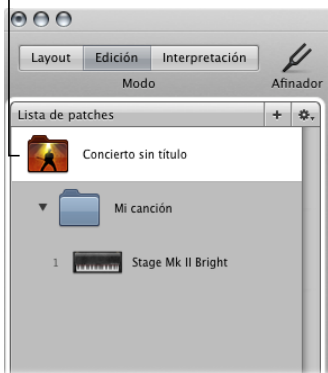 Layout Edición Interpretación
Modo Afinador
Lista de patches
Concierto sin título
Mi canción
1 Stage Mk II Bright